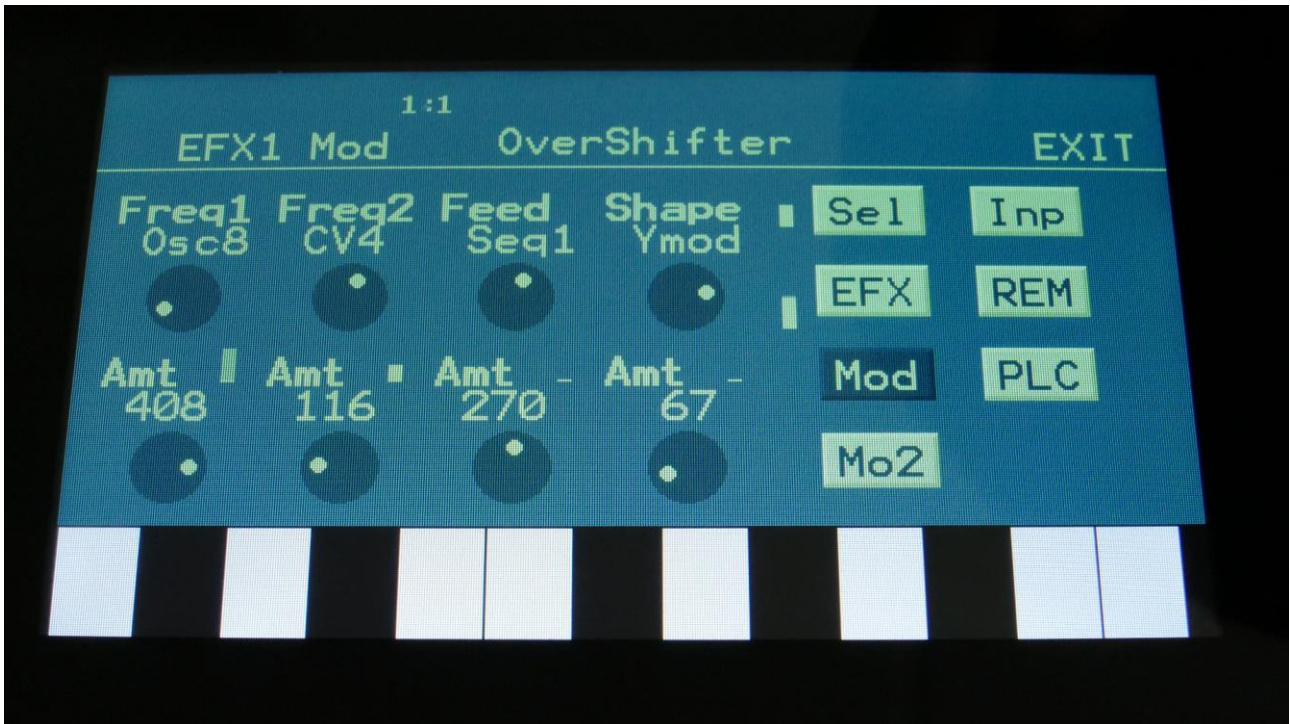 1:1
EFX1 Mod OverShifter EXIT
Freq1 Freq2 Feed Shape Sel Inp
Osc8 CV4 Seq1 Ymod
EFX REM
Amt Amt Amt Amt Mod PLC
408 116 270 67
Mo2